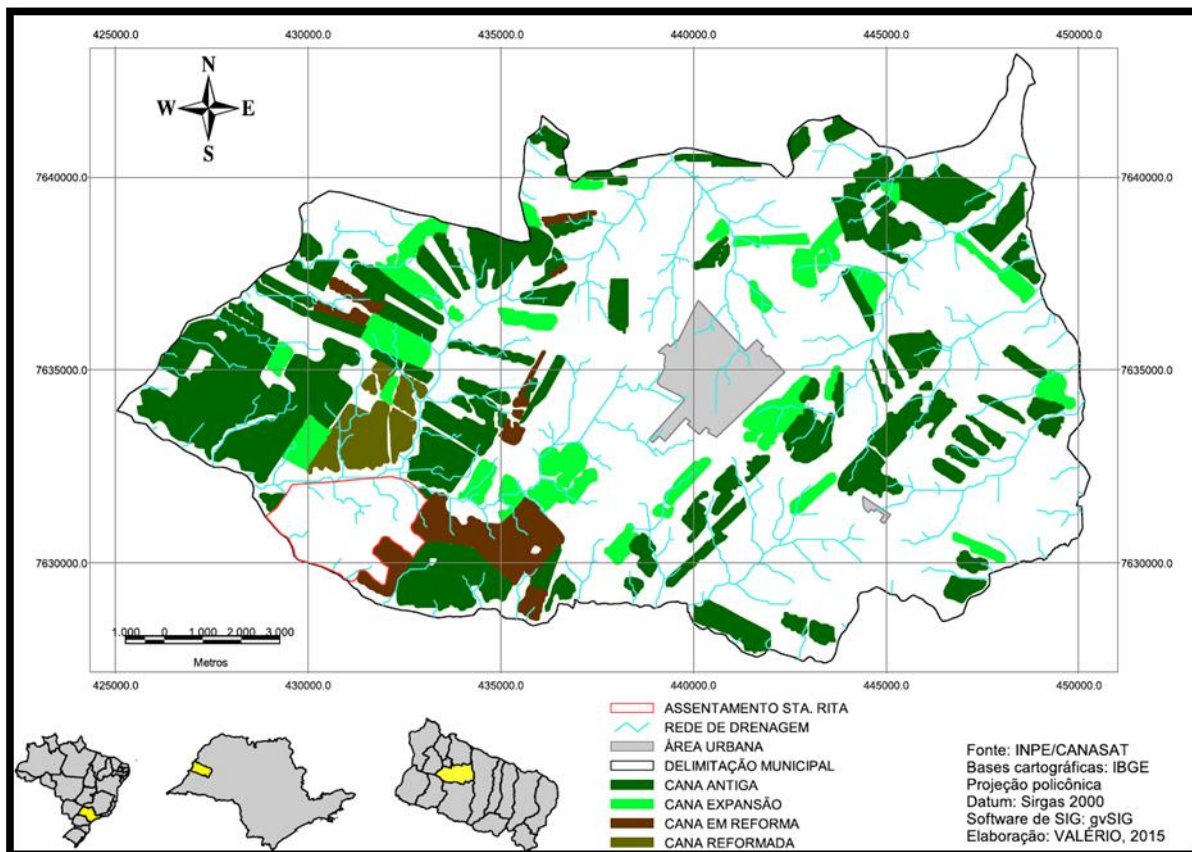 425000.0 430000.0 435000.0 440000.0 445000.0 450000.0
N
W E
S
7640000.0 7640000.0
7635000.0 7635000.0
7630000.0 7630000.0
1.000 0 1.000 2.000 3.000
Metros
425000.0 430000.0 435000.0 440000.0 445000.0 450000.0
ASSENTAMENTO STA. RITA
REDE DE DRENAGEM
ÁREA URBANA
DELIMITAÇÃO MUNICIPAL
CANA ANTIGA
CANA EXPANSÃO
CANA EM REFORMA
CANA REFORMADA
Fonte: INPE/CANASAT
Bases cartográficas: IBGE
Projeção policônica
Datum: Sirgas 2000
Software de SIG: gvSIG
Elaboração: VALÉRIO, 2015